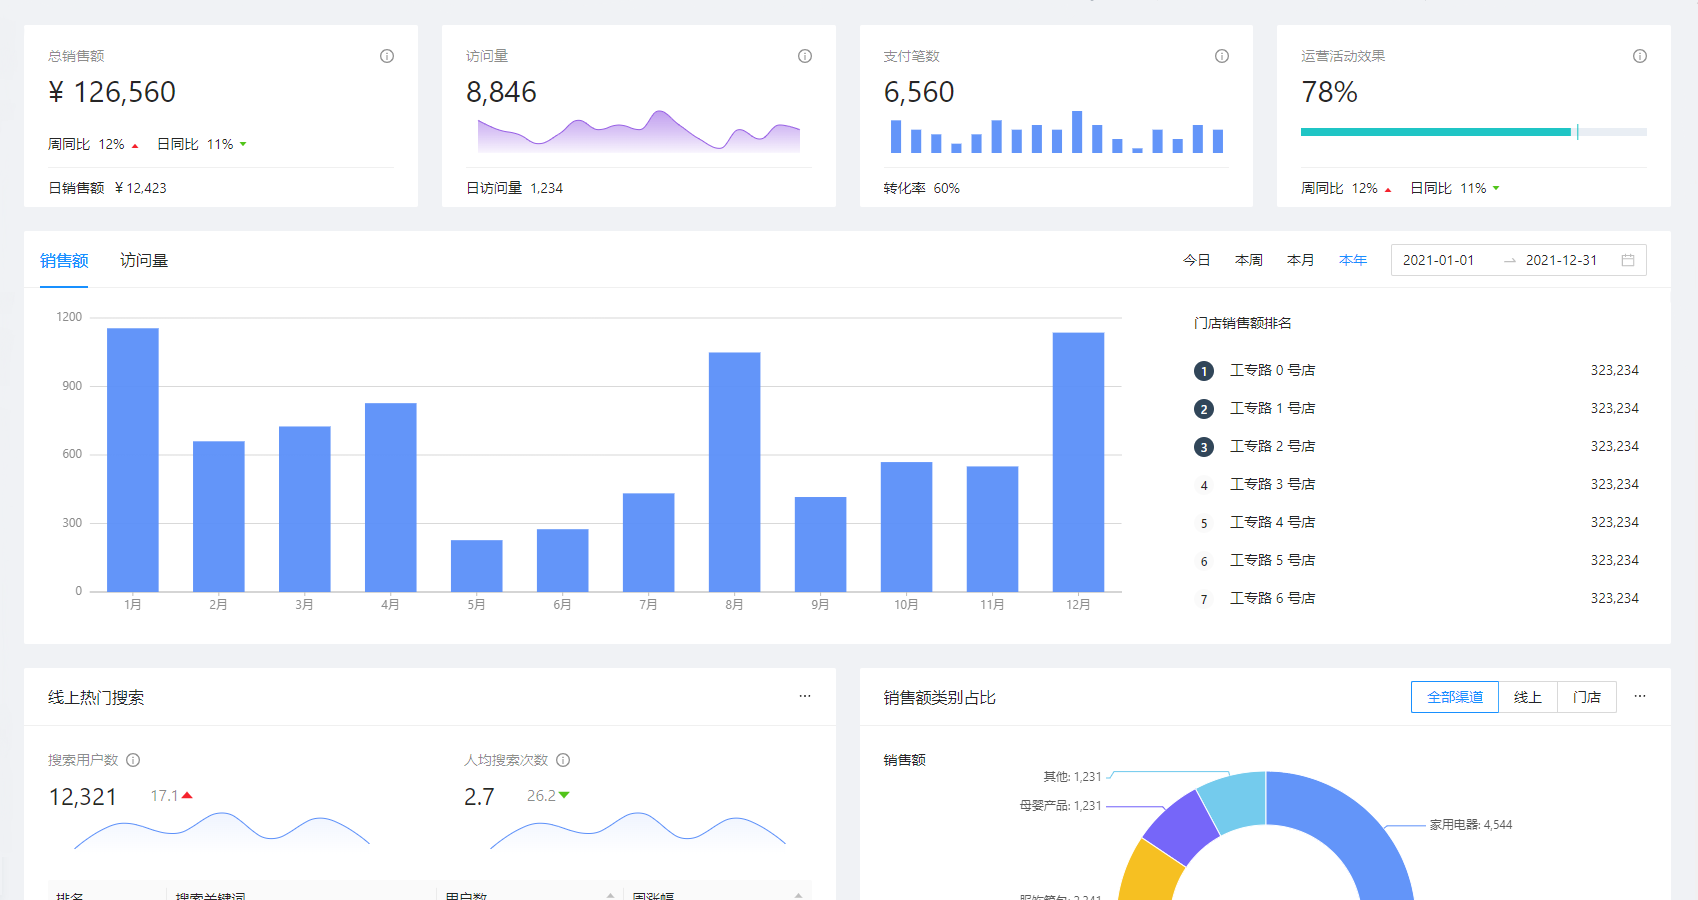 总销售额
¥ 126,560
周同比 12% 日同比 11%
日销售额 ¥ 12,423
访问量
8,846
日访问量 1,234
支付笔数
6,560
转化率 60%
运营活动效果
78%
周同比 12% 日同比 11%
销售额 访问量
今日 本周 本月 本年 2021-01-01 2021-12-31
1200
900
600
300
0
1月 2月 3月 4月 5月 6月 7月 8月 9月 10月 11月 12月
门店销售额排名
1 工专路 0 号店 323,234
2 工专路 1 号店 323,234
3 工专路 2 号店 323,234
4 工专路 3 号店 323,234
5 工专路 4 号店 323,234
6 工专路 5 号店 323,234
7 工专路 6 号店 323,234
线上热门搜索
搜索用户数
12,321 17.1
人均搜索次数
2.7 26.2
排名 搜索关键词 用户数 周涨幅
销售额类别占比
全部渠道 线上 门店
销售额
其他: 1,231
母婴产品: 1,231
家用电器: 4,544